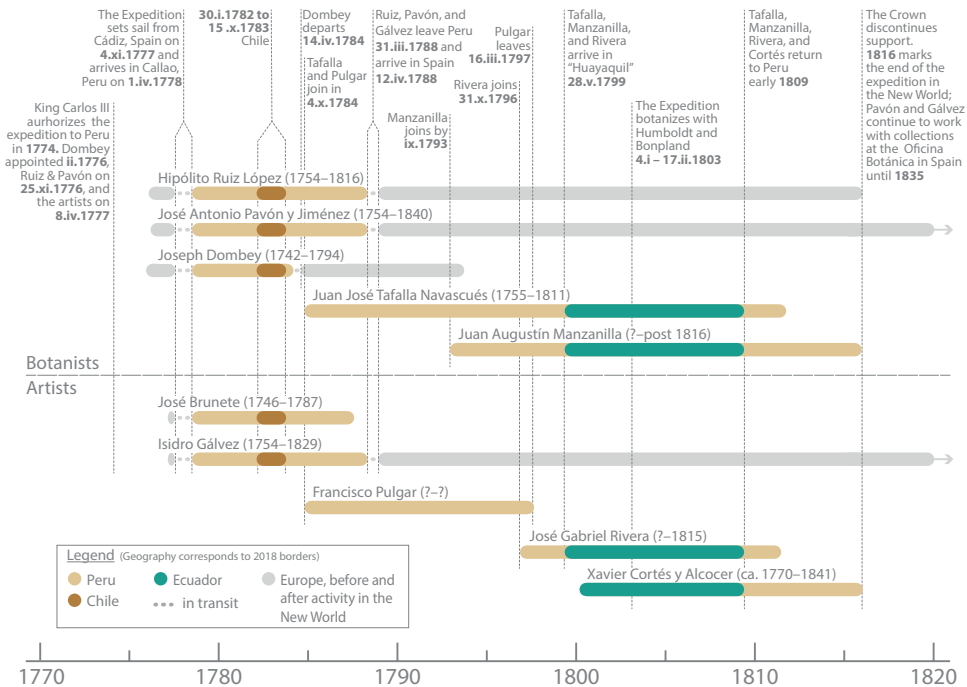 The Expedition
sets sail from
Cádiz, Spain on
4.xi.1777 and
arrives in Callao,
Peru on 1.iv.1778
30.i.1782 to
15 .x.1783
Chile
Dombey
departs
14.iv.1784
Tafalla
and Pulgar
join in
4.x.1784
Ruiz, Pavón, and
Gálvez leave Peru
31.iii.1788 and
arrive in Spain
12.iv.1788
Manzanilla
joins by
ix.1793
Rivera joins
31.x.1796
Pulgar
leaves
16.iii.1797
Tafalla,
Manzanilla,
and Rivera
arrive in
"Huayaquil"
28.v.1799
The Expedition
botanizes with
Humboldt and
Bonpland
4.i – 17.ii.1803
Tafalla,
Manzanilla,
Rivera, and
Cortés return
to Peru
early 1809
The Crown
discontinues
support.
1816 marks
the end of the
expedition in
the New World;
Pavón and Gálvez
continue to work
with collections
at the Oficina
Botánica in Spain
until 1835
King Carlos III
aurhorizes the
expedition to Peru
in 1774. Dombey
appointed ii.1776,
Ruiz & Pavón on
25.xi.1776, and
the artists on
8.iv.1777
Hipólito Ruiz López (1754–1816)
José Antonio Pavón y Jiménez (1754–1840)
Joseph Dombey (1742–1794)
Juan José Tafalla Navascués (1755–1811)
Juan Augustín Manzanilla (?–post 1816)
Botanists
Artists
José Brunete (1746–1787)
Isidro Gálvez (1754–1829)
Francisco Pulgar (?–?)
José Gabriel Rivera (?–1815)
Xavier Cortés y Alcocer (ca. 1770–1841)
Legend (Geography corresponds to 2018 borders)
Peru
Chile
Ecuador
in transit
Europe, before and
after activity in the
New World
1770 1780 1790 1800 1810 1820